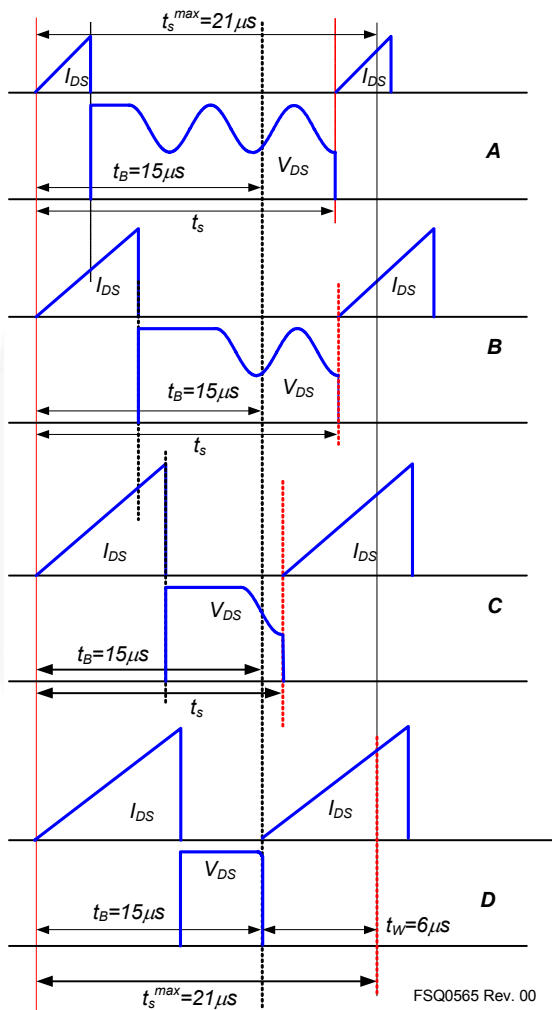 t_s^max=21μs
I_DS
I_DS
A
t_B=15μs
V_DS
t_s
I_DS
I_DS
B
t_B=15μs
V_DS
t_s
I_DS
I_DS
V_DS
C
t_B=15μs
t_s
I_DS
I_DS
V_DS
D
t_B=15μs
t_W=6μs
t_s^max=21μs
FSQ0565 Rev. 00